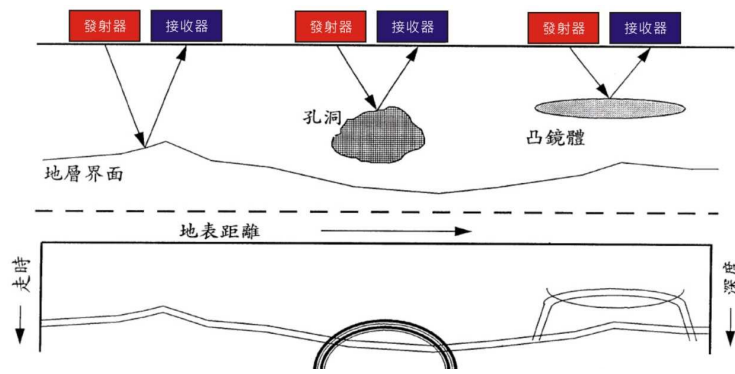 發射器 接收器 發射器 接收器 發射器 接收器
孔洞
凸鏡體
地層界面
地表距離
走時
深度